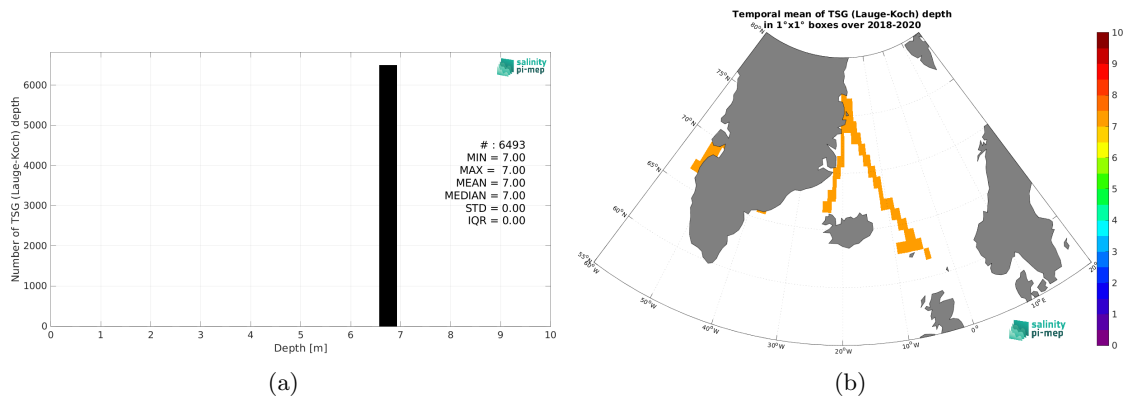 salinity
pi-mep
# : 6493
MIN = 7.00
MAX =  7.00
MEAN = 7.00
MEDIAN = 7.00
STD = 0.00
IQR = 0.00
Number of TSG (Lauge-Koch) depth
6000
5000
4000
3000
2000
1000
0
0 1 2 3 4 5 6 7 8 9 10
Depth [m]
(a)
Temporal mean of TSG (Lauge-Koch) depth
in 1°x1° boxes over 2018-2020
80°N
75°N
70°N
65°N
60°N
55°N
60°W
50°W
40°W
30°W
20°W
10°W
0°
10°E
20°
salinity
pi-mep
10
9
8
7
6
5
4
3
2
1
0
(b)